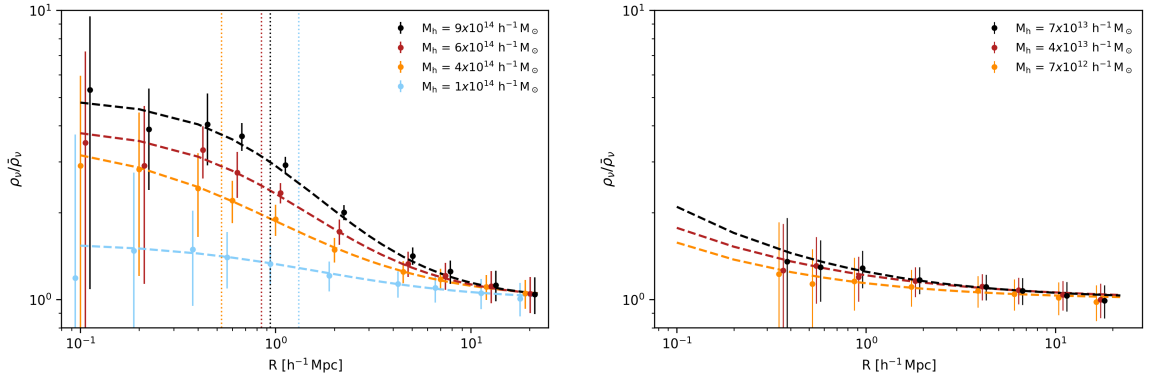 10¹
M_h = 9x10¹⁴ h⁻¹ M_⊙
M_h = 6x10¹⁴ h⁻¹ M_⊙
M_h = 4x10¹⁴ h⁻¹ M_⊙
M_h = 1x10¹⁴ h⁻¹ M_⊙
ρ_ν/ρ̄_ν
10⁰
10⁻¹ 10⁰ 10¹
R [h⁻¹ Mpc]
10¹
M_h = 7x10¹³ h⁻¹ M_⊙
M_h = 4x10¹³ h⁻¹ M_⊙
M_h = 7x10¹² h⁻¹ M_⊙
ρ_ν/ρ̄_ν
10⁰
10⁻¹ 10⁰ 10¹
R [h⁻¹ Mpc]